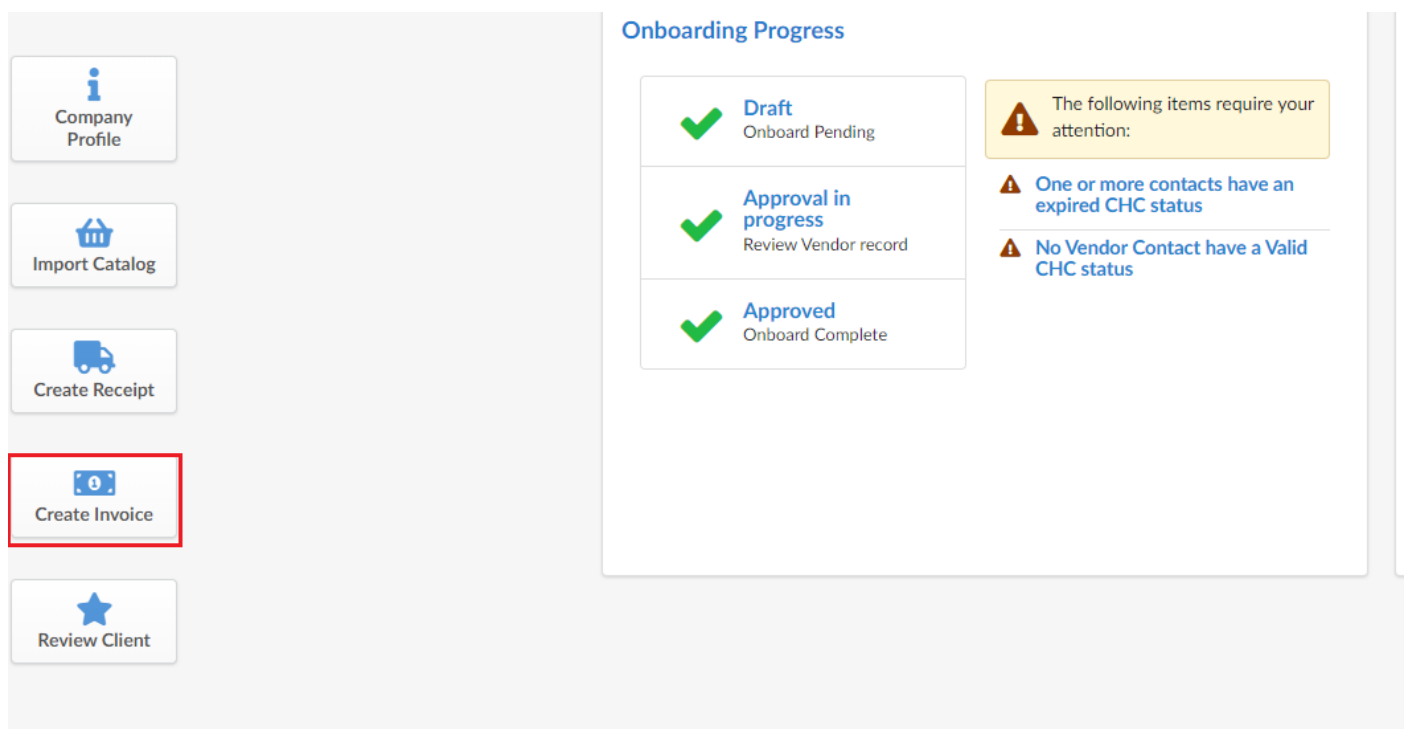 Company
Profile
Import Catalog
Create Receipt
Create Invoice
Review Client
Onboarding Progress
Draft
Onboard Pending
Approval in
progress
Review Vendor record
Approved
Onboard Complete
The following items require your
attention:
One or more contacts have an
expired CHC status
No Vendor Contact have a Valid
CHC status